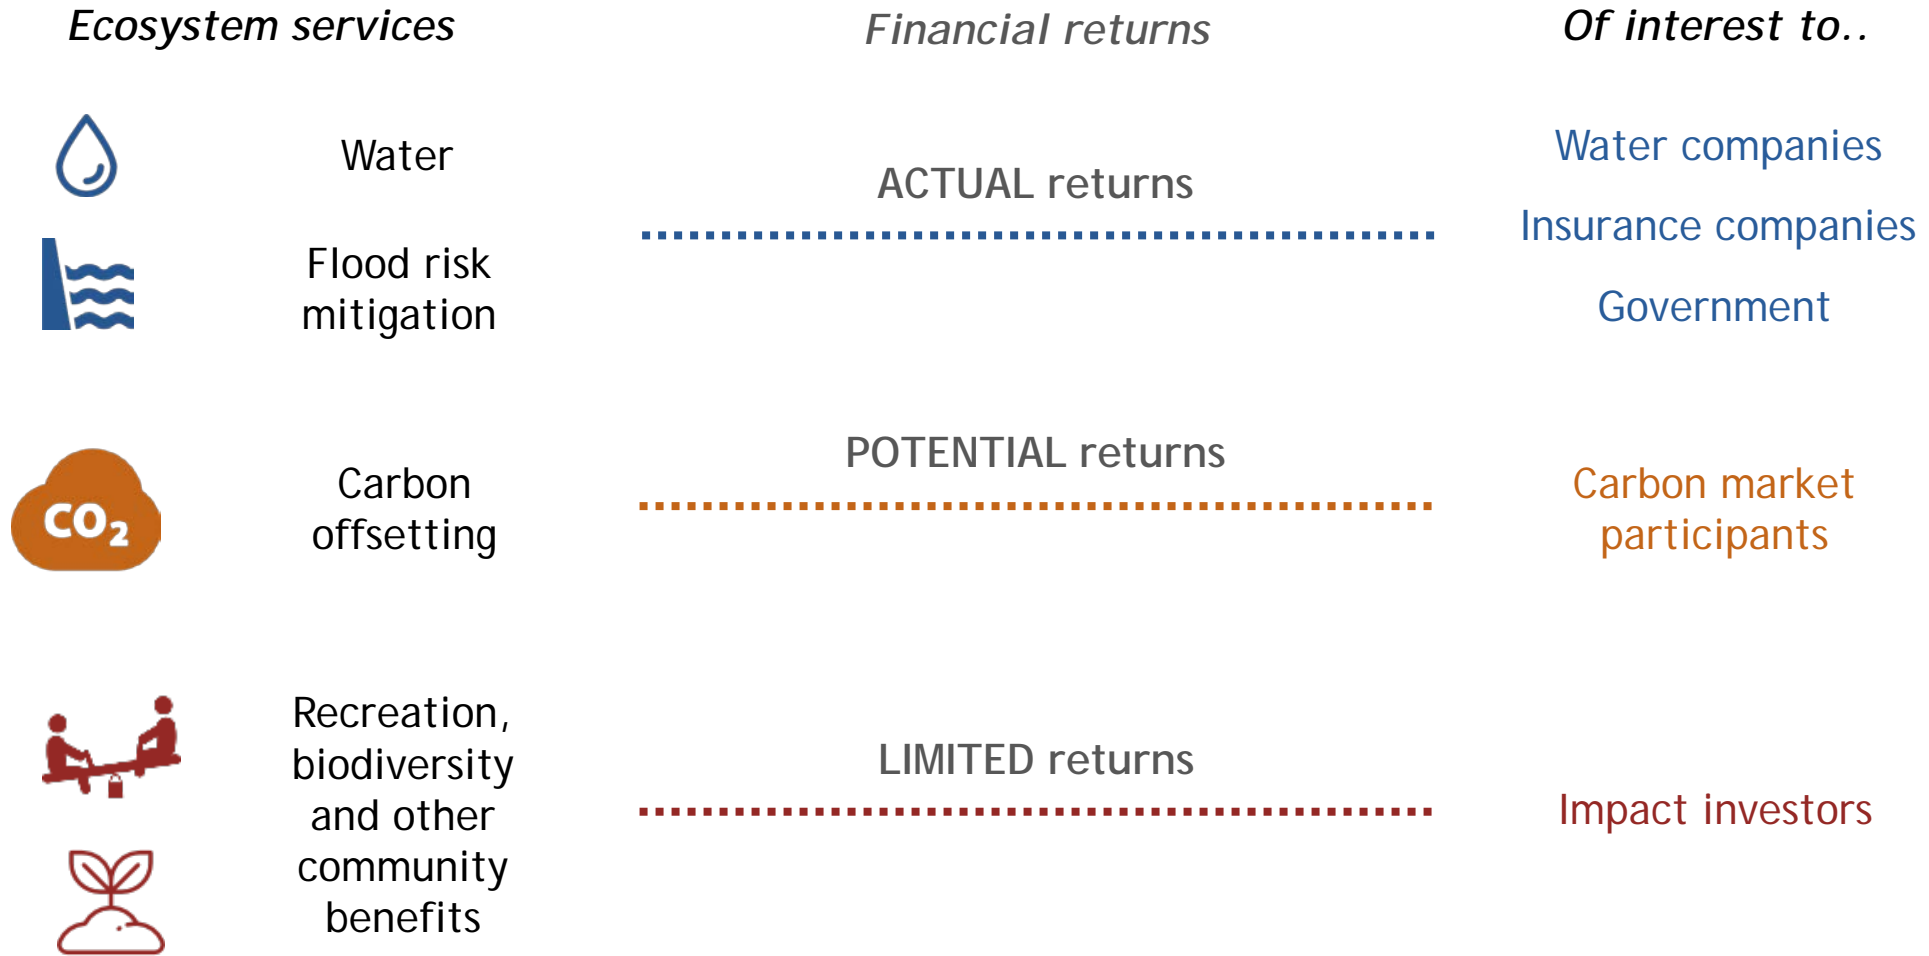 Ecosystem services
Financial returns
Of interest to..
Water
Flood risk
mitigation
ACTUAL returns
Water companies
Insurance companies
Government
CO2
Carbon
offsetting
POTENTIAL returns
Carbon market
participants
Recreation,
biodiversity
and other
community
benefits
LIMITED returns
Impact investors